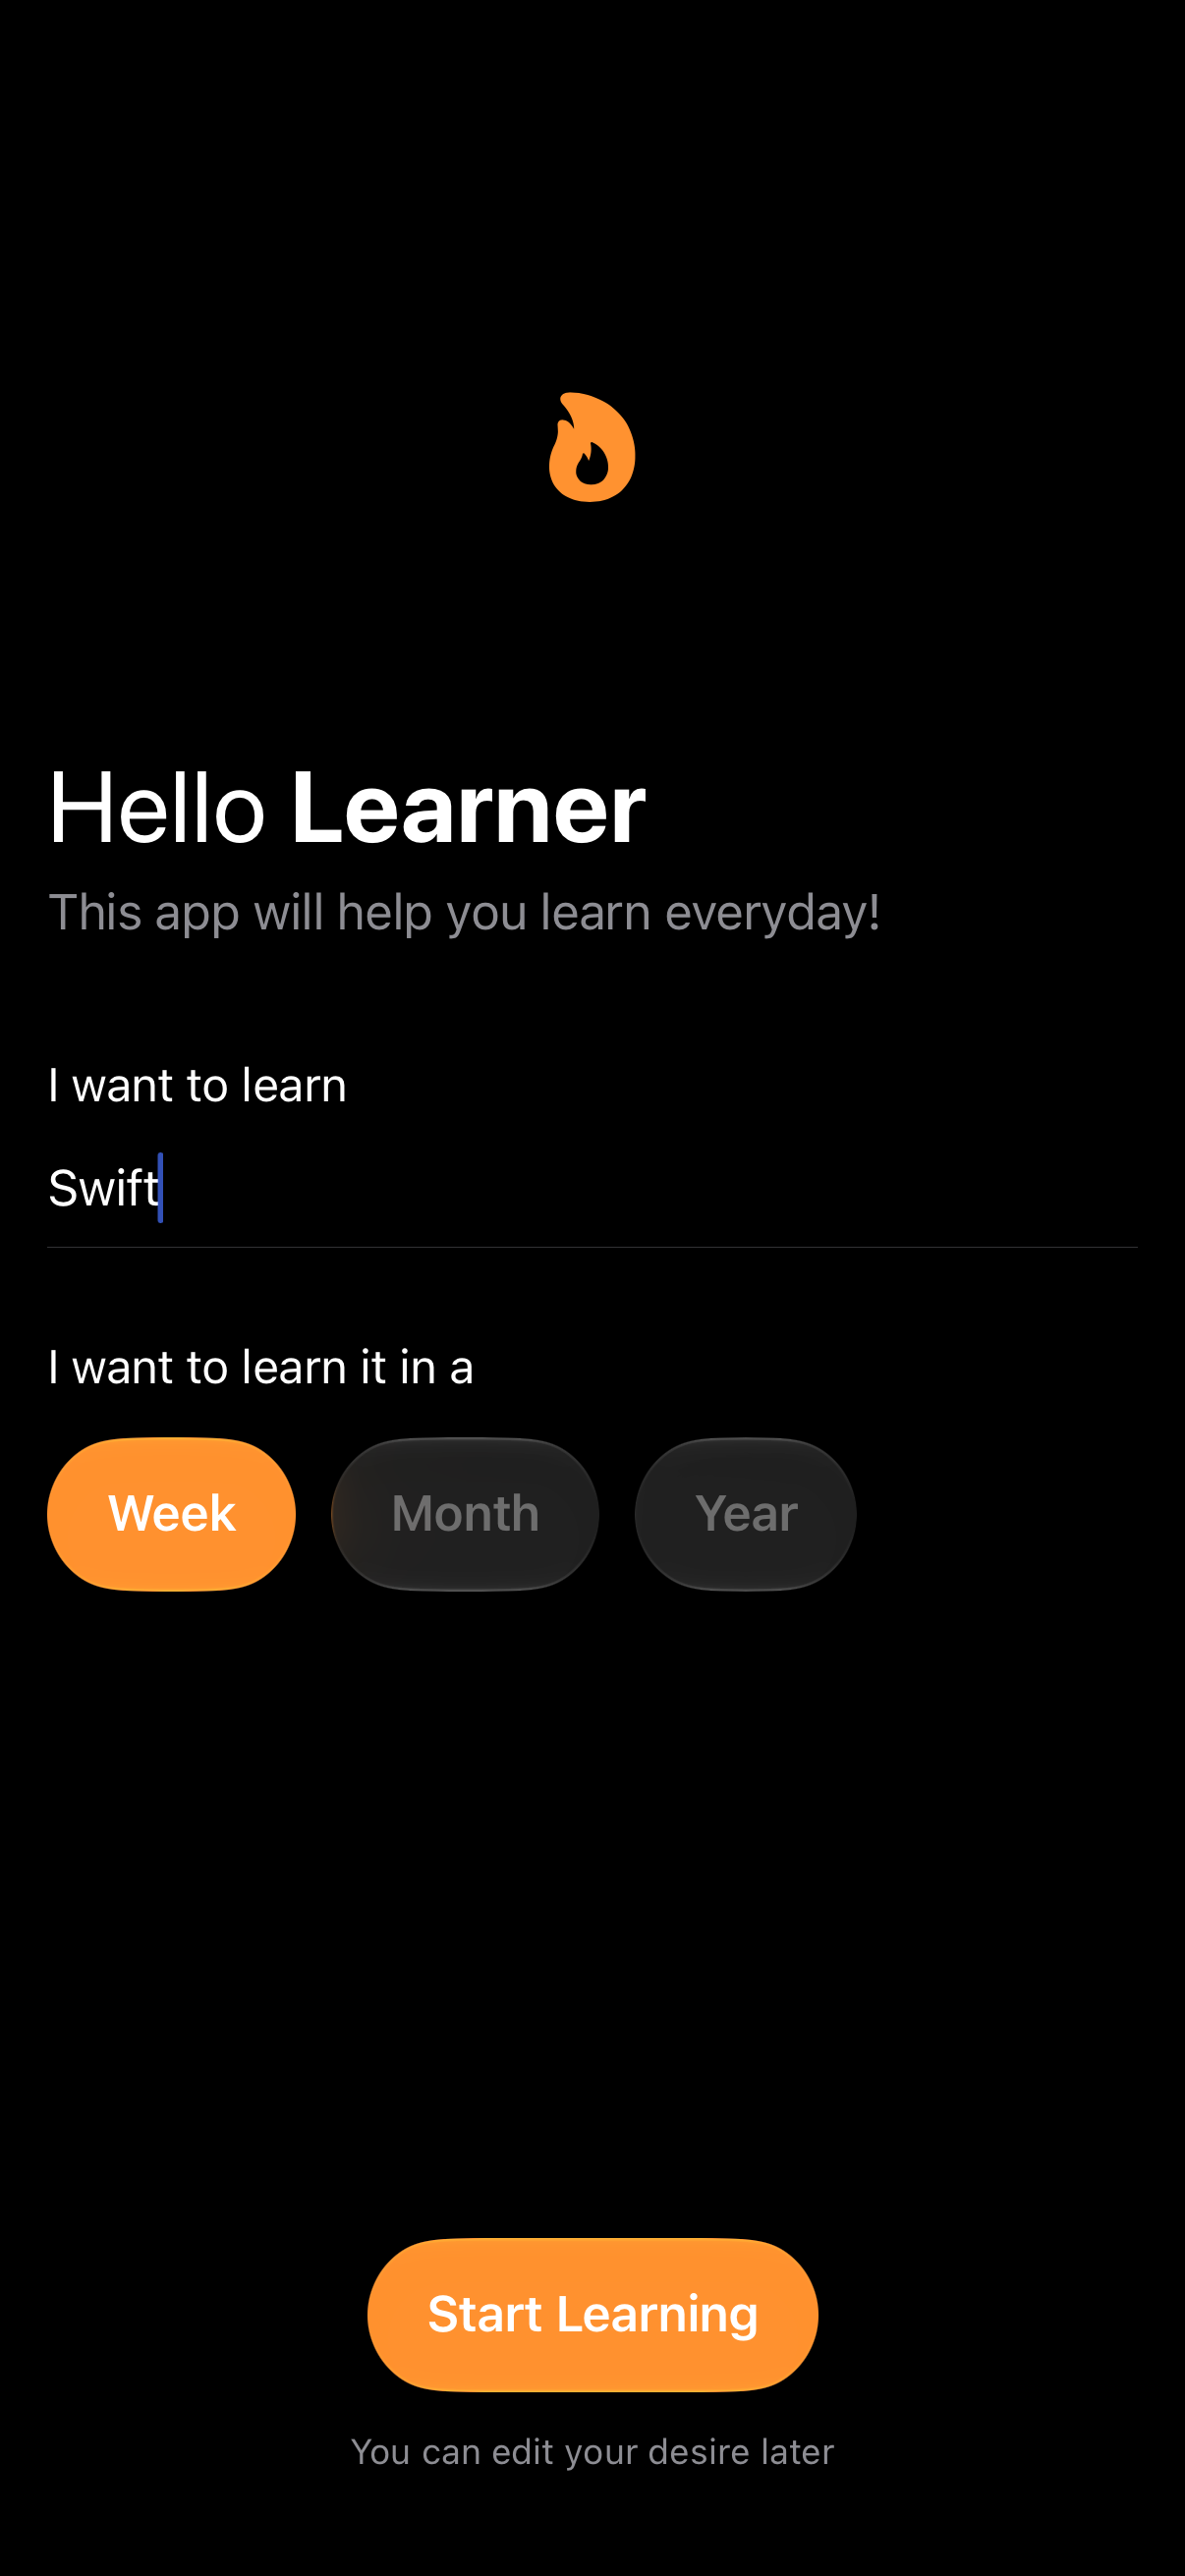 Hello Learner
This app will help you learn everyday!
I want to learn
Swift
I want to learn it in a
Week Month Year
Start Learning
You can edit your desire later